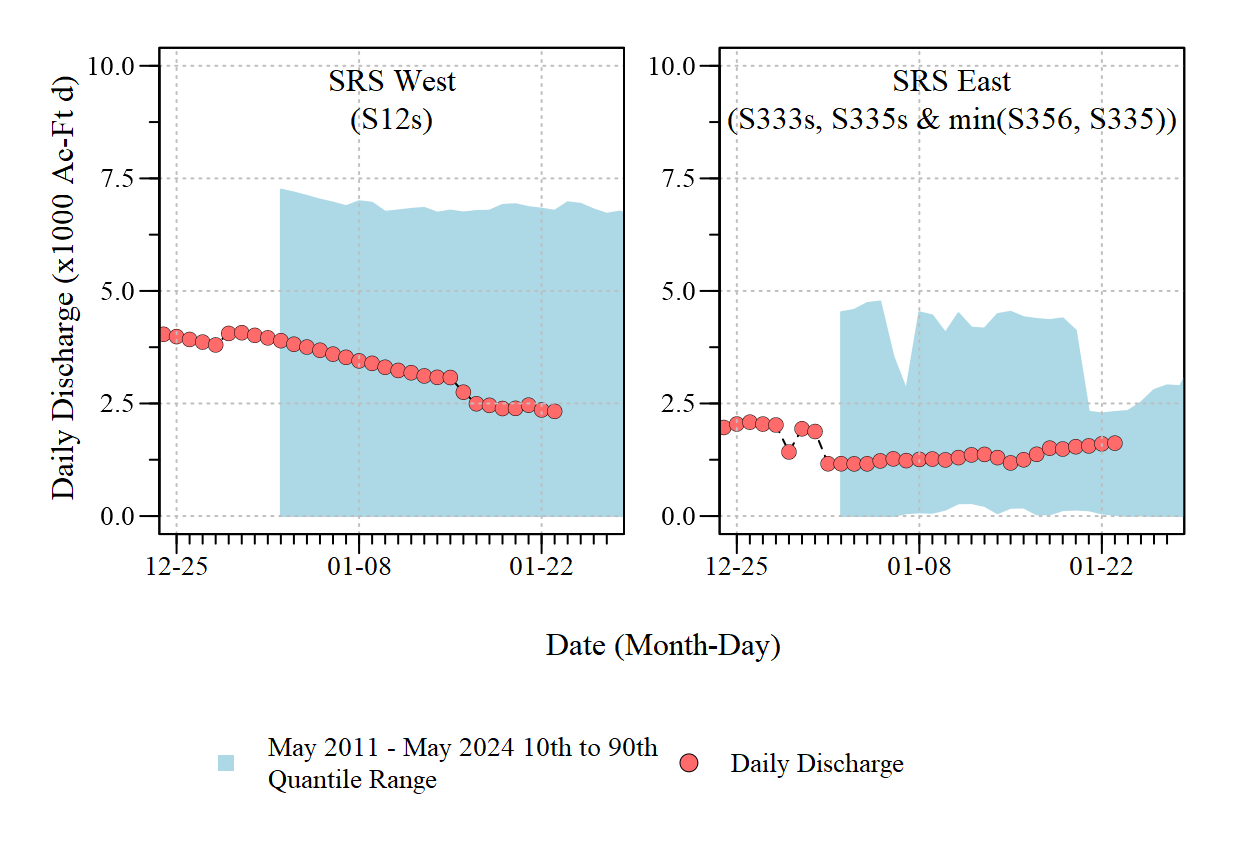 SRS West
(S12s)
SRS East
(S333s, S335s & min(S356, S335))
Daily Discharge (x1000 Ac-Ft d)
10.0
7.5
5.0
2.5
0.0
12-25
01-08
01-22
10.0
7.5
5.0
2.5
0.0
12-25
01-08
01-22
Date (Month-Day)
May 2011 - May 2024 10th to 90th
Quantile Range
Daily Discharge